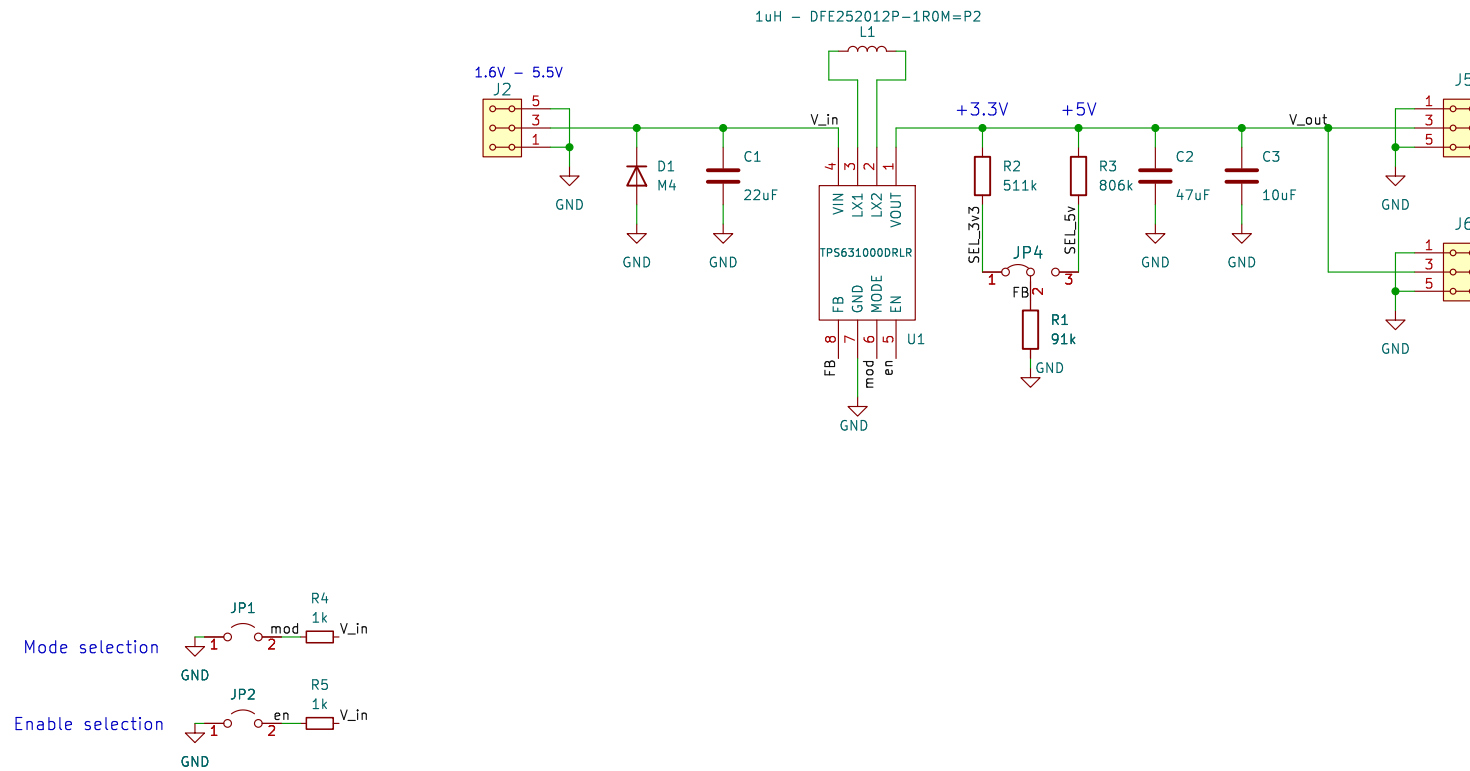 1uH - DFE252012P-1R0M=P2
L1
1.6V - 5.5V
J2
5
3
1
GND
V_in
D1
M4
GND
C1
22uF
GND
4
3
2
1
VIN
LX1
LX2
VOUT
TPS631000DRLR
FB
GND
MODE
EN
8
7
6
5
U1
FB
mod
en
GND
+3.3V
+5V
R2
511k
R3
806k
SEL_3v3
SEL_5v
JP4
1
2
3
FB
R1
91k
GND
C2
47uF
GND
C3
10uF
GND
V_out
J5
1
3
5
GND
J6
1
3
5
GND
Mode selection
JP1
1
2
GND
mod
R4
1k
V_in
Enable selection
JP2
1
2
GND
en
R5
1k
V_in